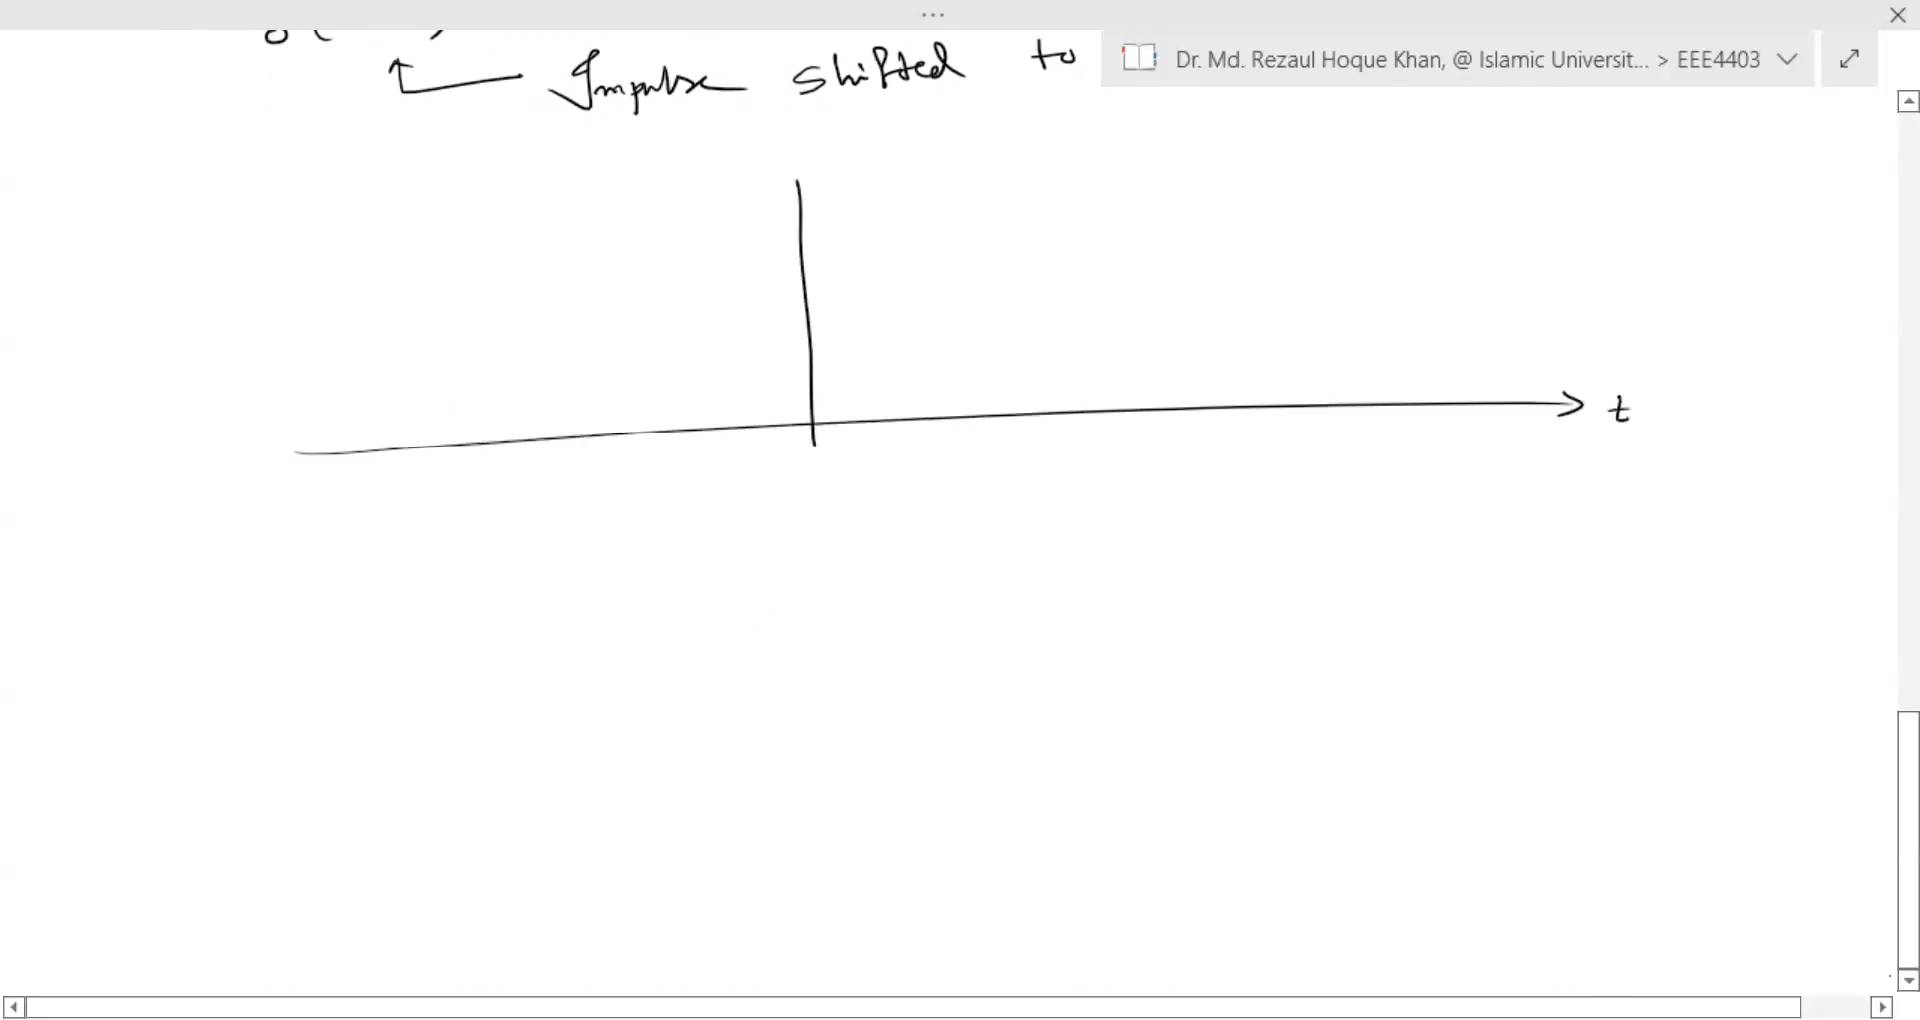 Impulse shifted to
Dr. Md. Rezaul Hoque Khan, @ Islamic Universit... > EEE4403
t